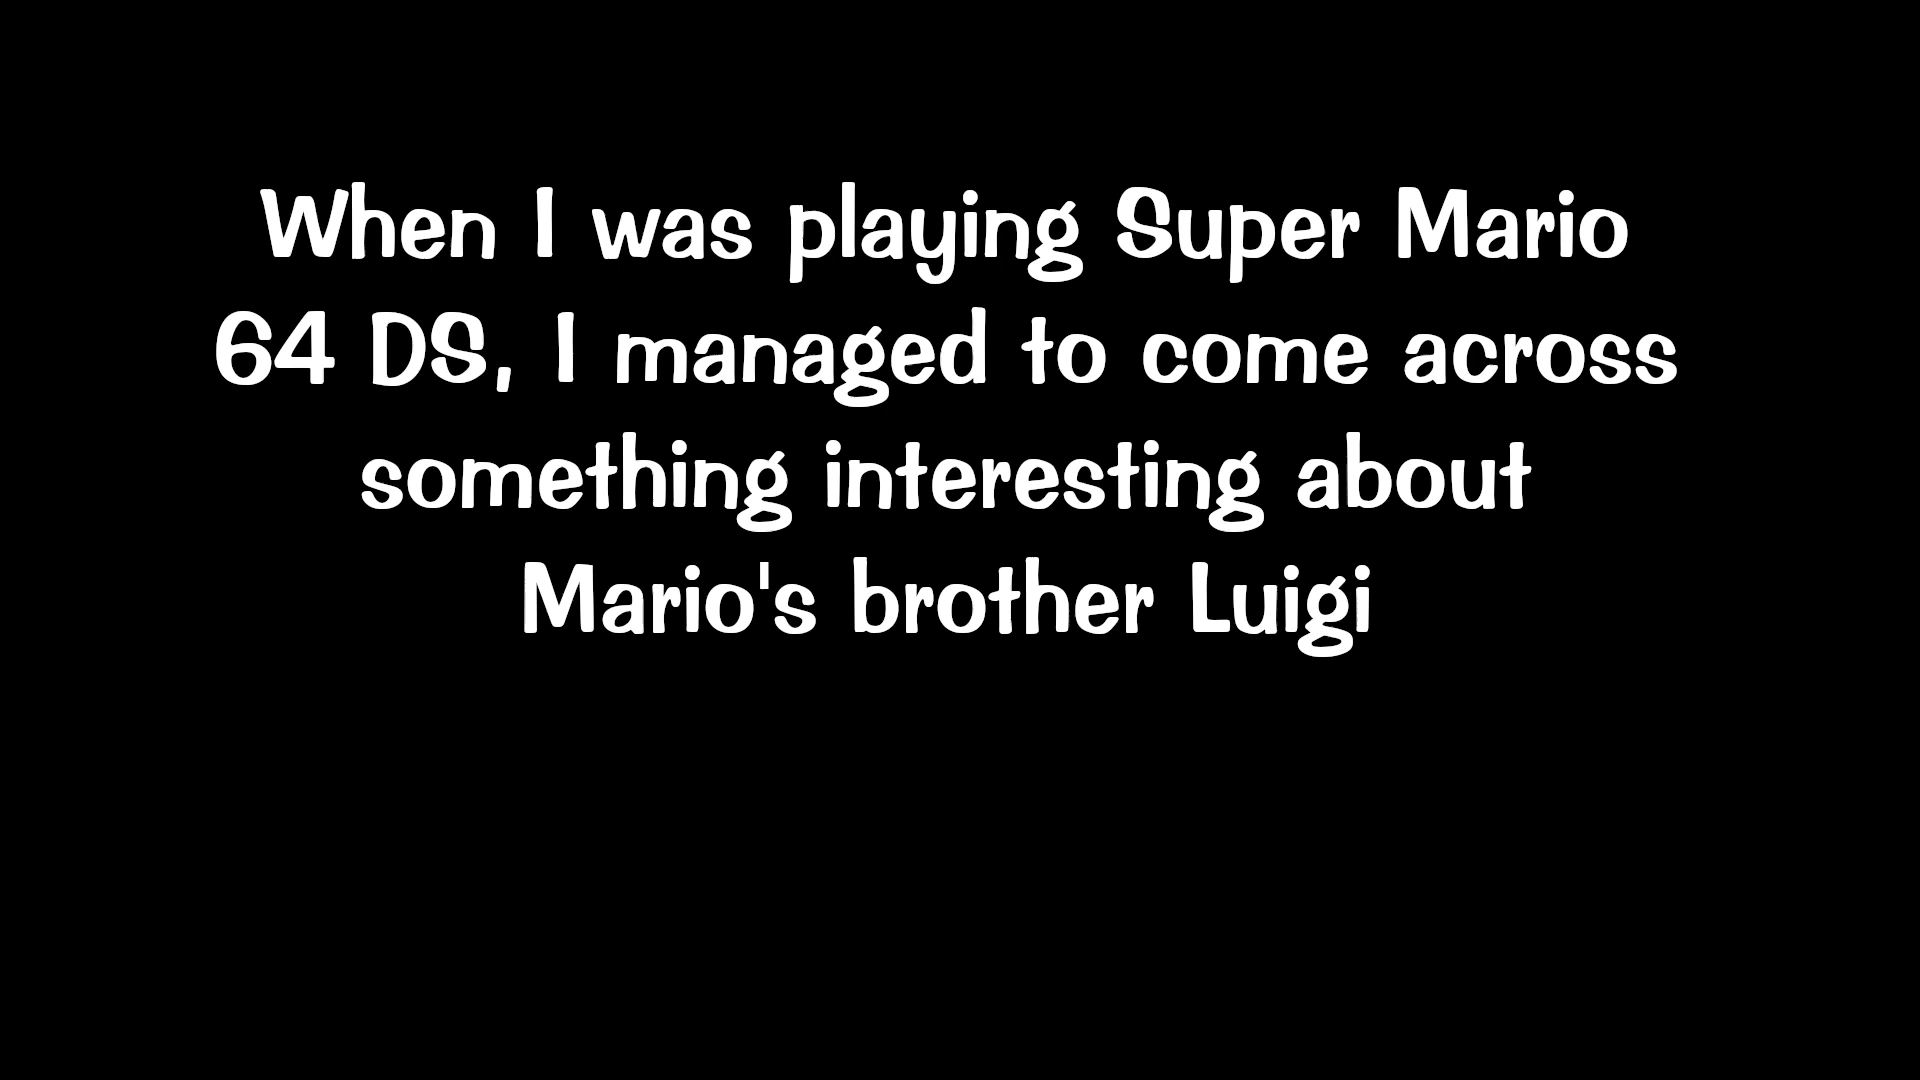 When I was playing Super Mario
64 DS, I managed to come across
something interesting about
Mario's brother Luigi